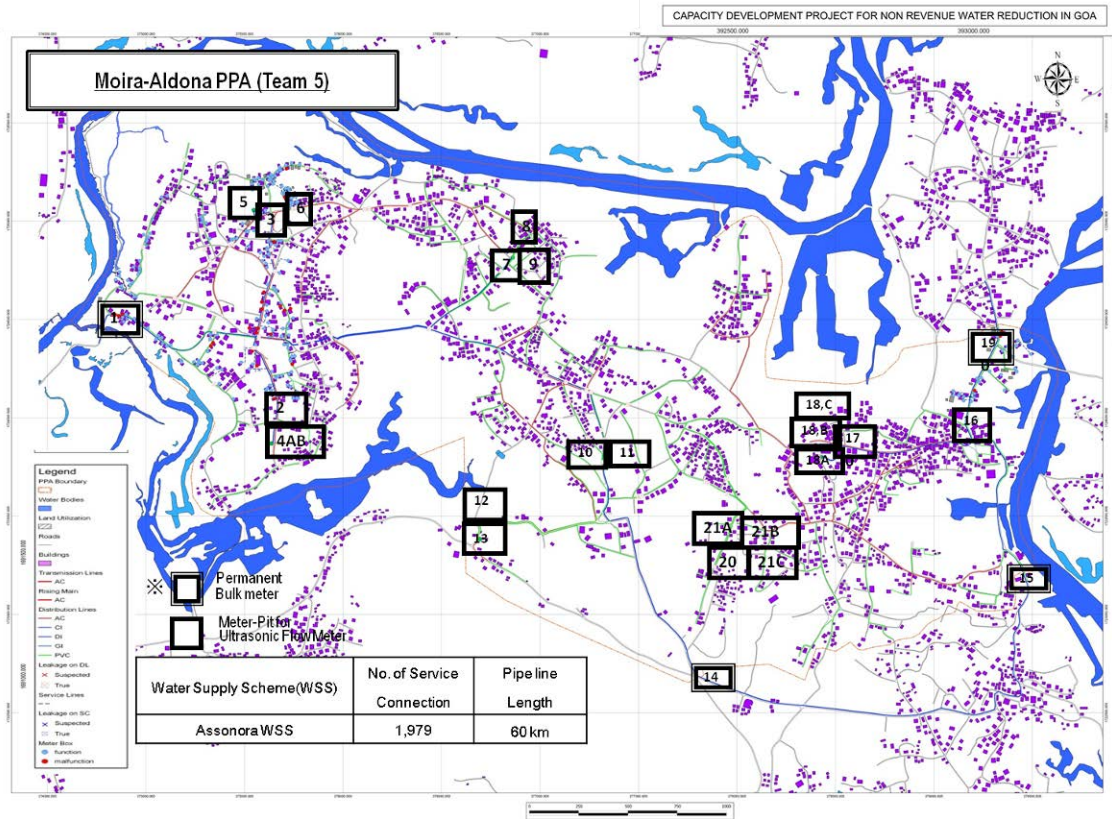 CAPACITY DEVELOPMENT PROJECT FOR NON REVENUE WATER REDUCTION IN GOA
392500.000
393000.000
Moira-Aldona PPA (Team 5)
N
W
E
S
5
3
6
8
7
9
1
19
18,C
2
16
18,B
17
4AB
10
11
18A
12
21A
21B
13
20
21C
15
14
Legend
PPA Boundary
Water Bodies
Land Utilization
Roads
Buildings
Transmission Lines
AC
Rising Main
AC
Distribution Lines
AC
CI
DI
GI
PVC
Leakage on DL
Suspected
True
Service Lines
Leakage on SC
Suspected
True
Meter Box
function
malfunction
※
Permanent
Bulk meter
Meter-Pit for
Ultrasonic Flow Meter
Water Supply Scheme(WSS)
No. of Service
Connection
Pipeline
Length
Assonora WSS
1,979
60 km